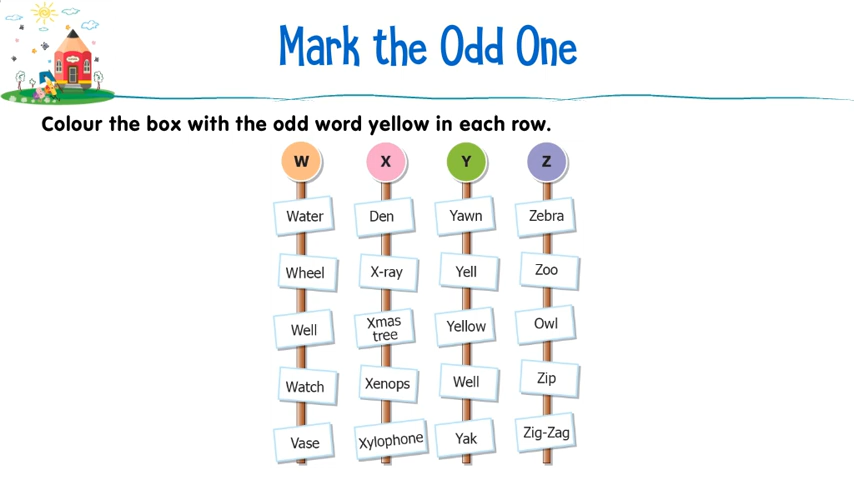 Mark the Odd One
Colour the box with the odd word yellow in each row.
W X Y Z
Water Den Yawn Zebra
Wheel X-ray Yell Zoo
Well Xmas tree Yellow Owl
Watch Xenops Well Zip
Vase Xylophone Yak Zig-Zag